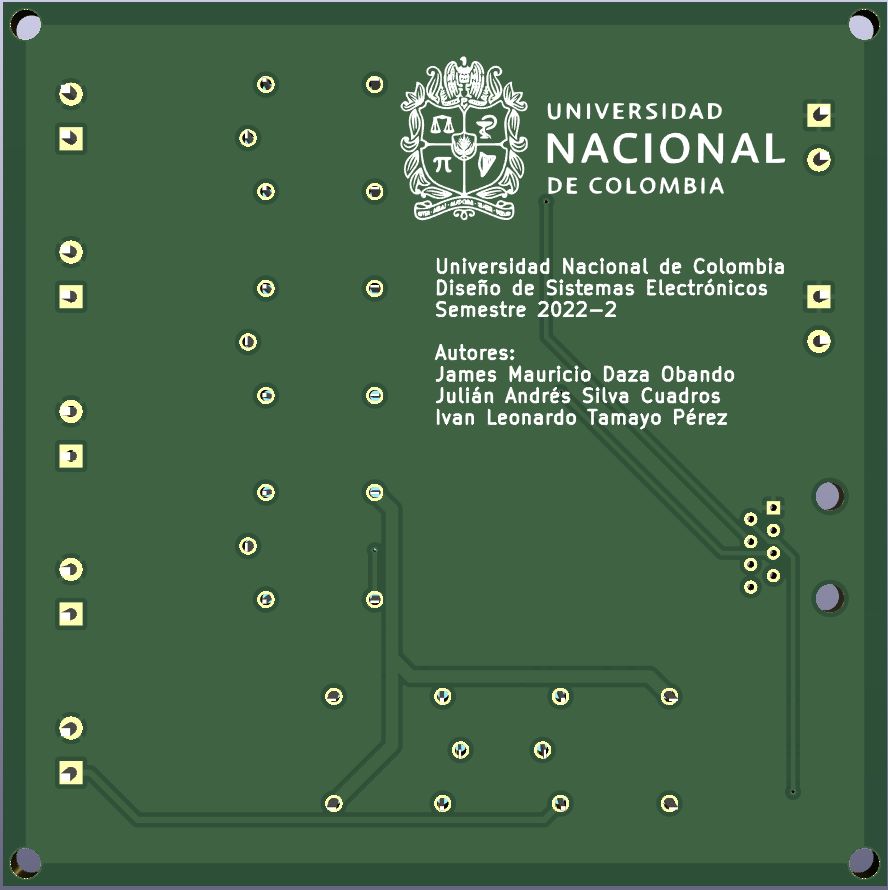 UNIVERSIDAD
NACIONAL
DE COLOMBIA
π
Universidad Nacional de Colombia
Diseño de Sistemas Electrónicos
Semestre 2022-2
Autores:
James Mauricio Daza Obando
Julián Andrés Silva Cuadros
Ivan Leonardo Tamayo Pérez